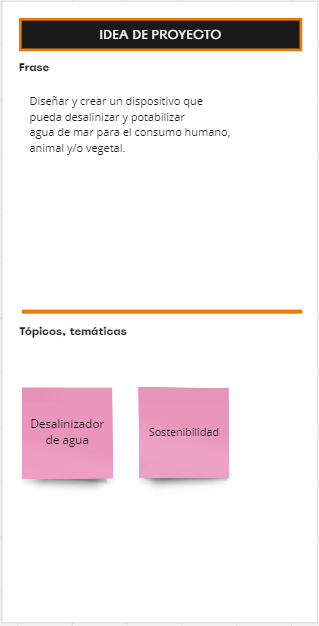 IDEA DE PROYECTO
Frase
Diseñar y crear un dispositivo que
pueda desalinizar y potabilizar
agua de mar para el consumo humano,
animal y/o vegetal.
Tópicos, temáticas
Desalinizador
de agua
Sostenibilidad